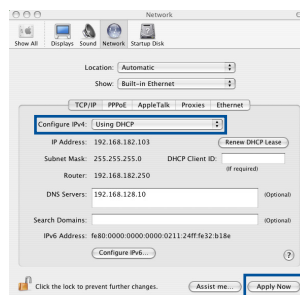 Network
Show All Displays Sound Network Startup Disk
Location: Automatic
Show: Built-in Ethernet
TCP/IP PPPoE AppleTalk Proxies Ethernet
Configure IPv4: Using DHCP
IP Address: 192.168.182.103 Renew DHCP Lease
Subnet Mask: 255.255.255.0 DHCP Client ID:
(If required)
Router: 192.168.182.250
DNS Servers: 192.168.128.10 (Optional)
Search Domains: (Optional)
IPv6 Address: fe80:0000:0000:0000:0211:24ff:fe32:b18e
Configure IPv6... ?
Click the lock to prevent further changes. Assist me... Apply Now